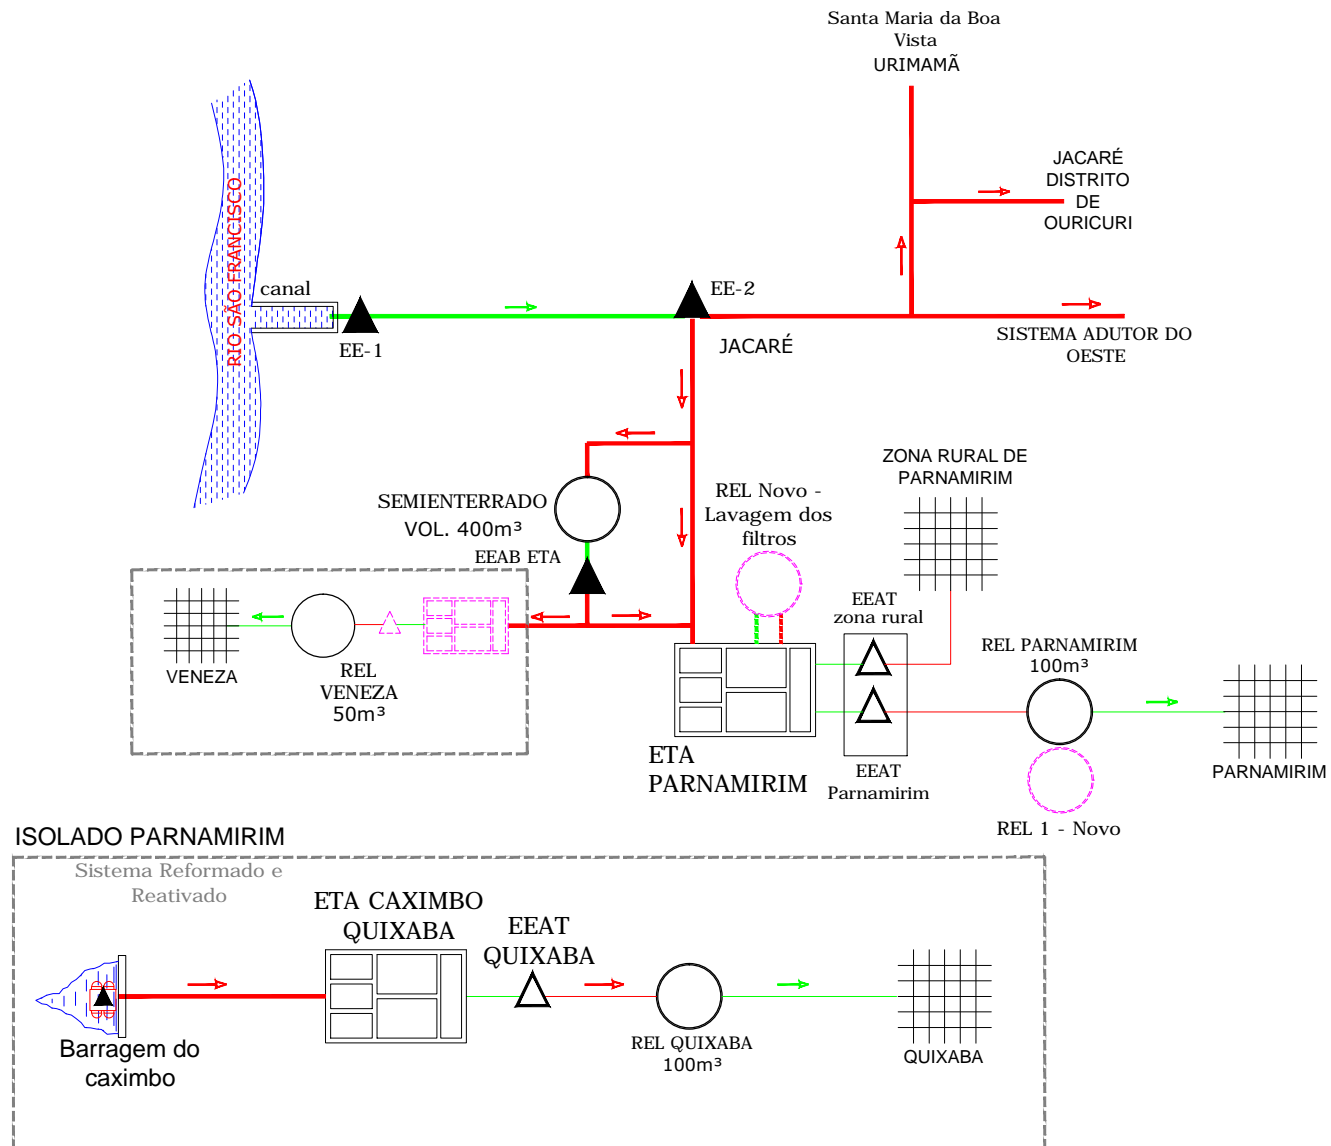 Santa Maria da Boa
Vista
URIMAMÃ
JACARÉ
DISTRITO
DE
OURICURI
RIO SÃO FRANCISCO
canal
EE-1
EE-2
JACARÉ
SISTEMA ADUTOR DO
OESTE
ZONA RURAL DE
PARNAMIRIM
SEMIENTERRADO
VOL. 400m³
EEAB ETA
REL Novo -
Lavagem dos
filtros
EEAT
zona rural
REL PARNAMIRIM
100m³
VENEZA
REL
VENEZA
50m³
ETA
PARNAMIRIM
EEAT
Parnamirim
PARNAMIRIM
REL 1 - Novo
ISOLADO PARNAMIRIM
Sistema Reformado e
Reativado
ETA CAXIMBO
QUIXABA
EEAT
QUIXABA
Barragem do
caximbo
REL QUIXABA
100m³
QUIXABA